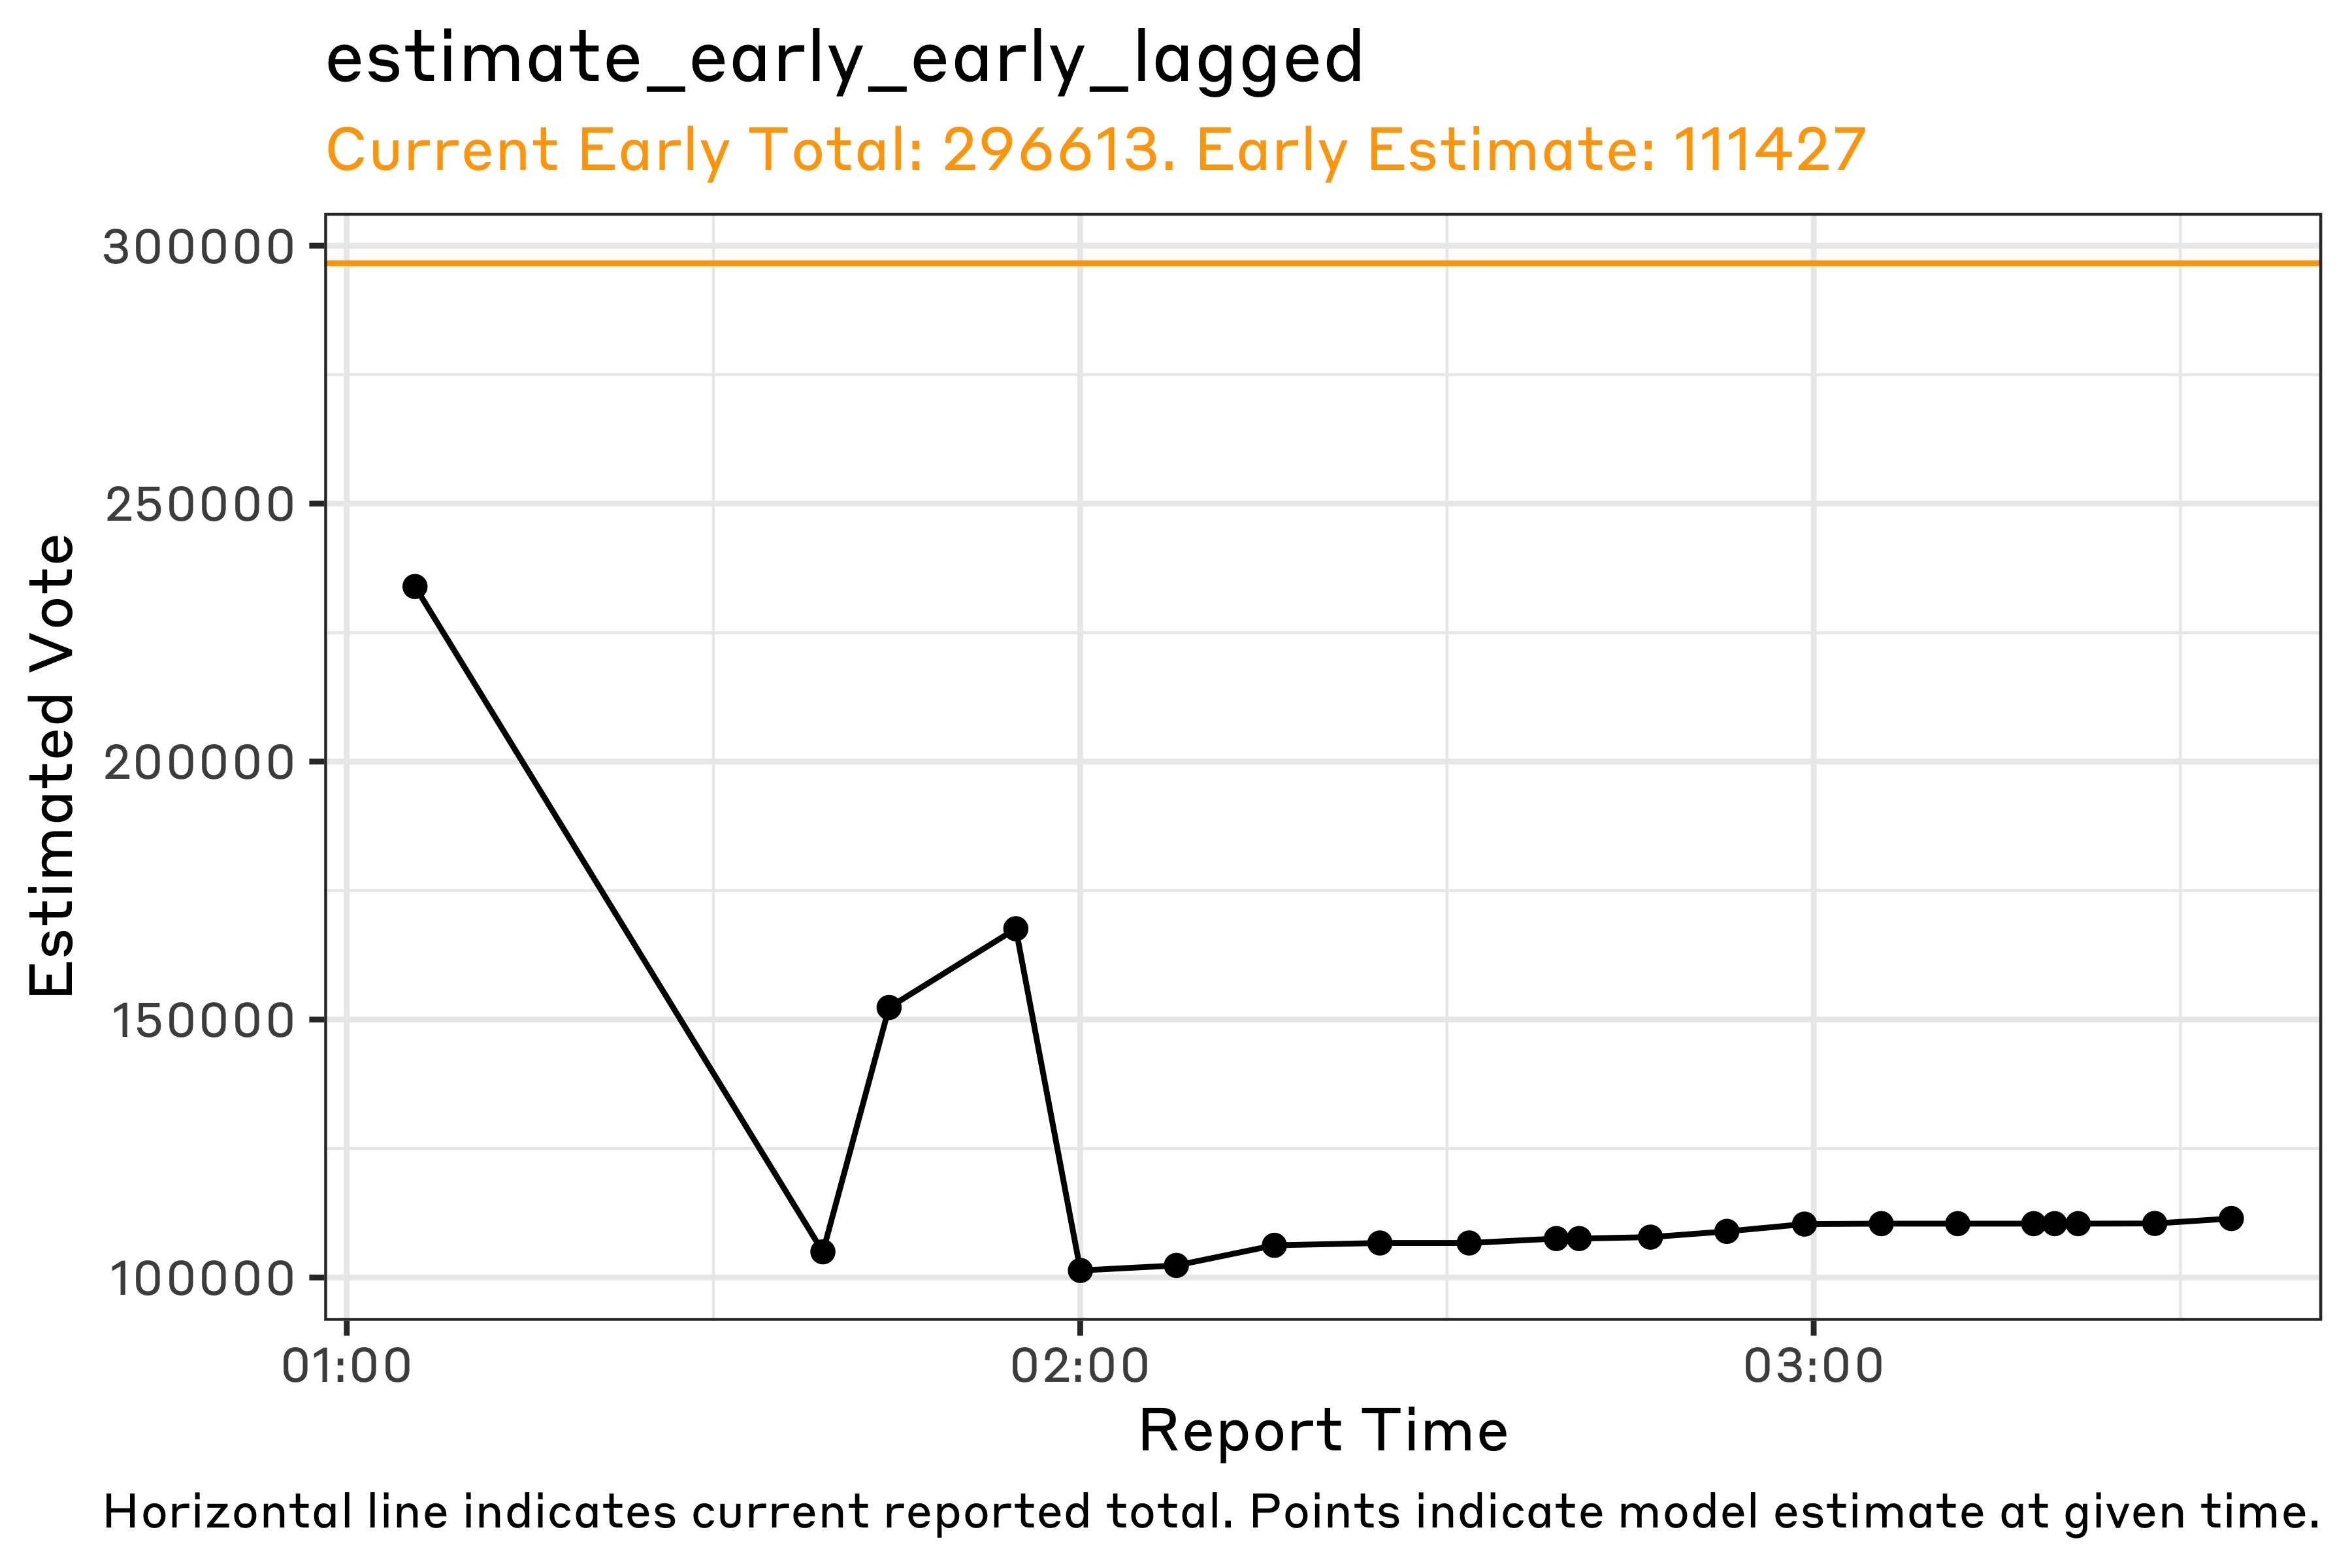 estimate_early_early_lagged
Current Early Total: 296613. Early Estimate: 111427
Estimated Vote
300000
250000
200000
150000
100000
01:00 02:00 03:00
Report Time
Horizontal line indicates current reported total. Points indicate model estimate at given time.